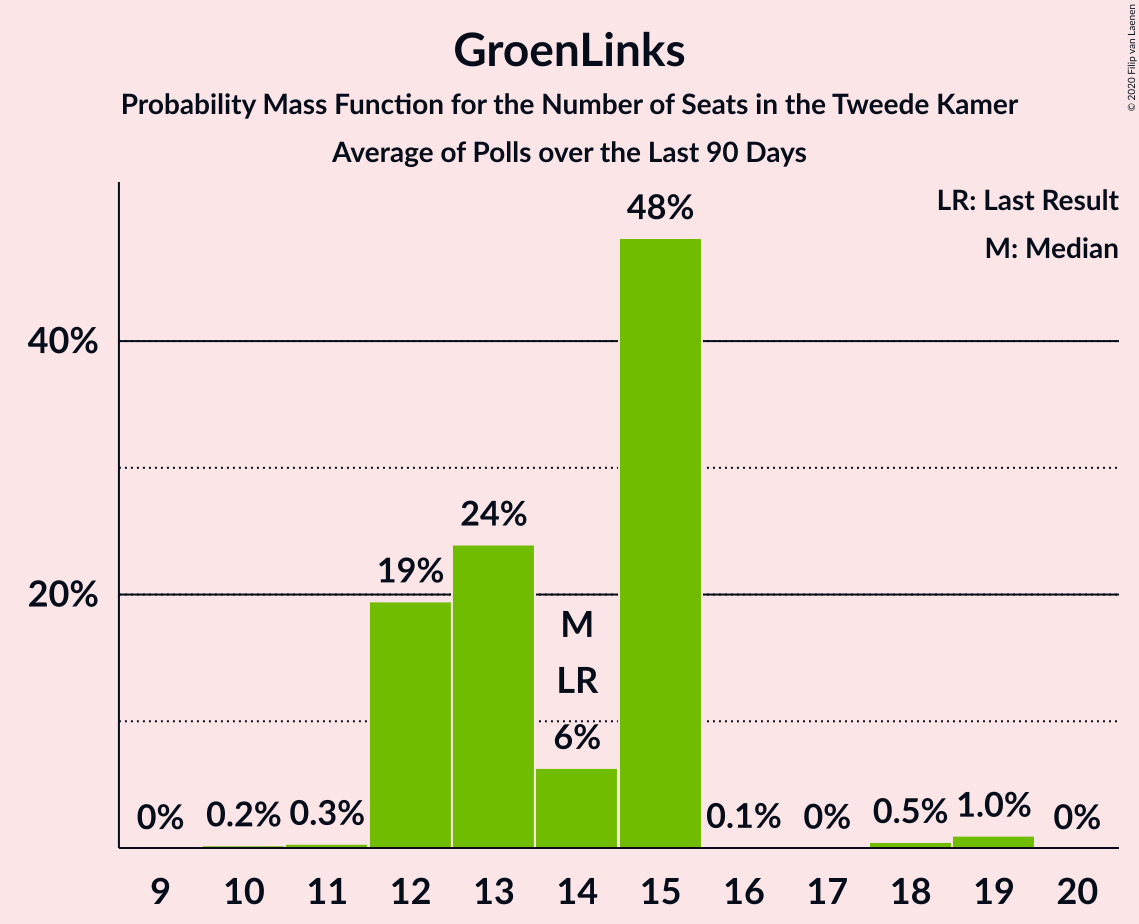 GroenLinks
Probability Mass Function for the Number of Seats in the Tweede Kamer
Average of Polls over the Last 90 Days
© 2020 Filip van Laenen
LR: Last Result
M: Median
40%
20%
0%
0.2%
0.3%
19%
24%
M
LR
6%
48%
0.1%
0%
0.5%
1.0%
0%
9 10 11 12 13 14 15 16 17 18 19 20